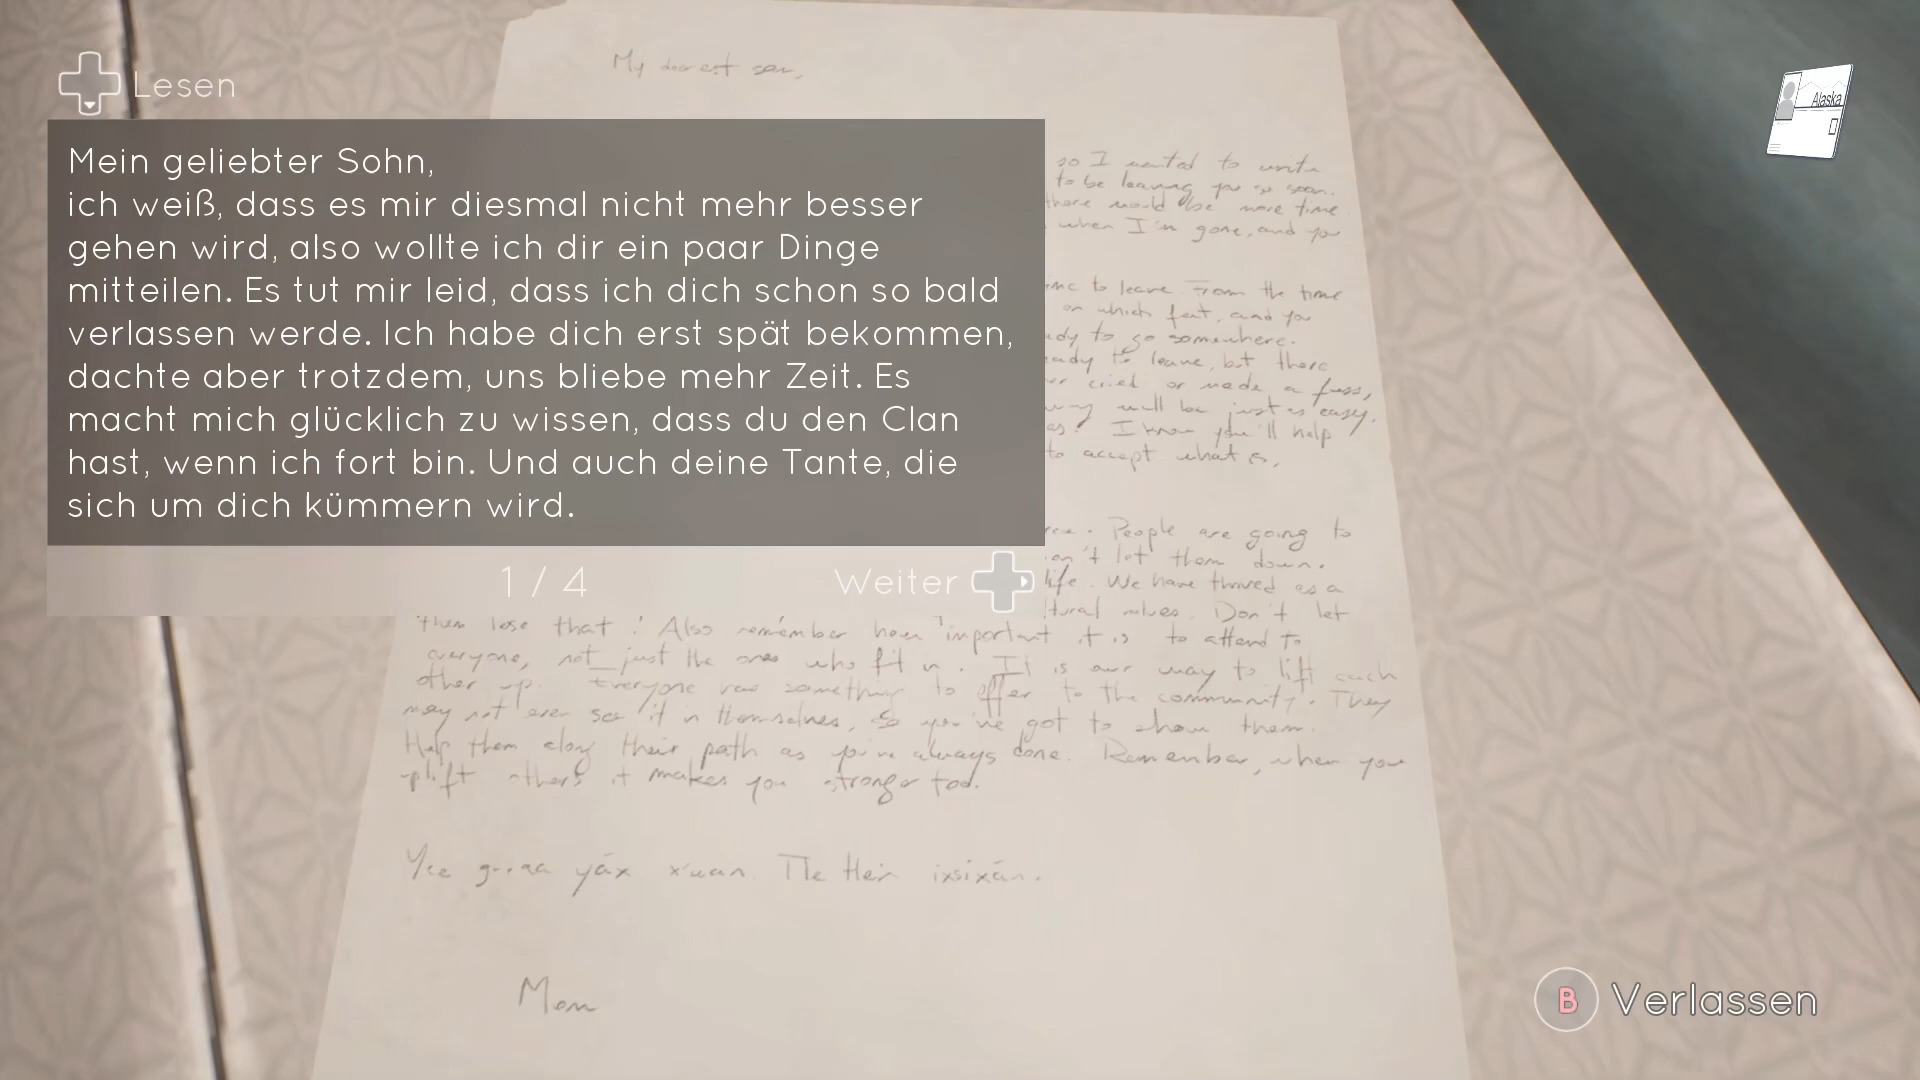 Lesen
Mein geliebter Sohn,
ich weiß, dass es mir diesmal nicht mehr besser
gehen wird, also wollte ich dir ein paar Dinge
mitteilen. Es tut mir leid, dass ich dich schon so bald
verlassen werde. Ich habe dich erst spät bekommen,
dachte aber trotzdem, uns bliebe mehr Zeit. Es
macht mich glücklich zu wissen, dass du den Clan
hast, wenn ich fort bin. Und auch deine Tante, die
sich um dich kümmern wird.
1 / 4
Weiter
Alaska
My dearest son,
so I wanted to write
to be leaving you so soon.
there would be more time
when I'm gone, and you
to leave. From the time
on which feet, and you
to go somewhere.
to leave, but there
cried or made a fuss,
will be just as easy.
I know you'll help
to accept what is,
People are going to
let them down.
life. We have thrived as a
values. Don't let
them lose that! Also remember how important it is to attend to
everyone, not just the ones who fit in. It is our way to lift each
other up. Everyone has something to offer to the community. They
may not even see it in themselves, so you've got to show them.
Help them along their path as you've always done. Remember, when you
uplift others it makes you stronger too.
yáx x'wan. ixsixán.
Mom
B Verlassen